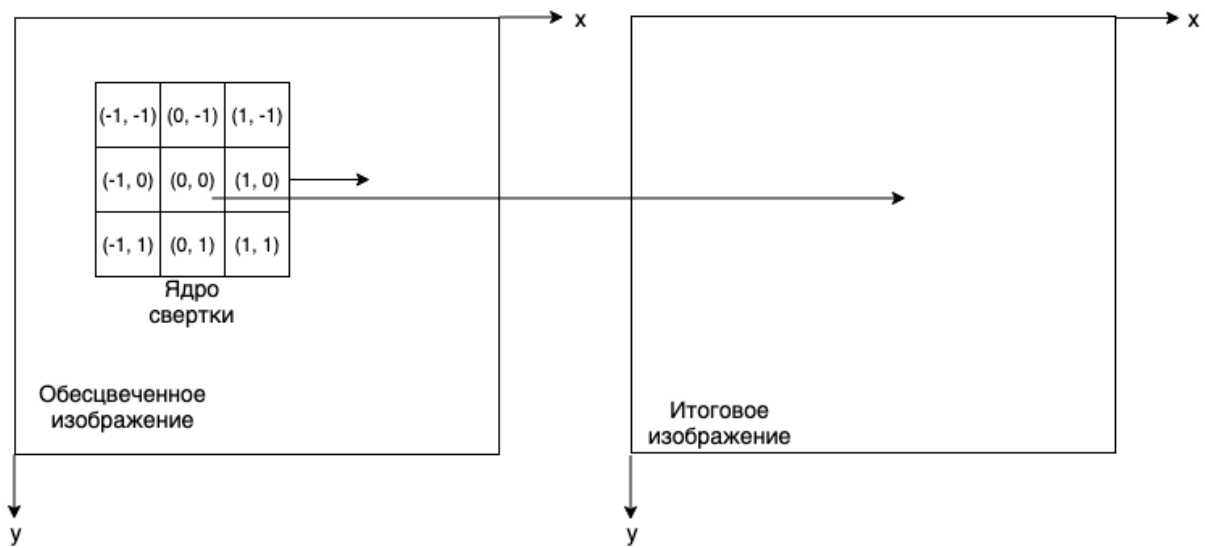 x
x
(-1, -1) (0, -1) (1, -1)
(-1, 0) (0, 0) (1, 0)
(-1, 1) (0, 1) (1, 1)
Ядро
свертки
Обесцвеченное
изображение
Итоговое
изображение
y
y